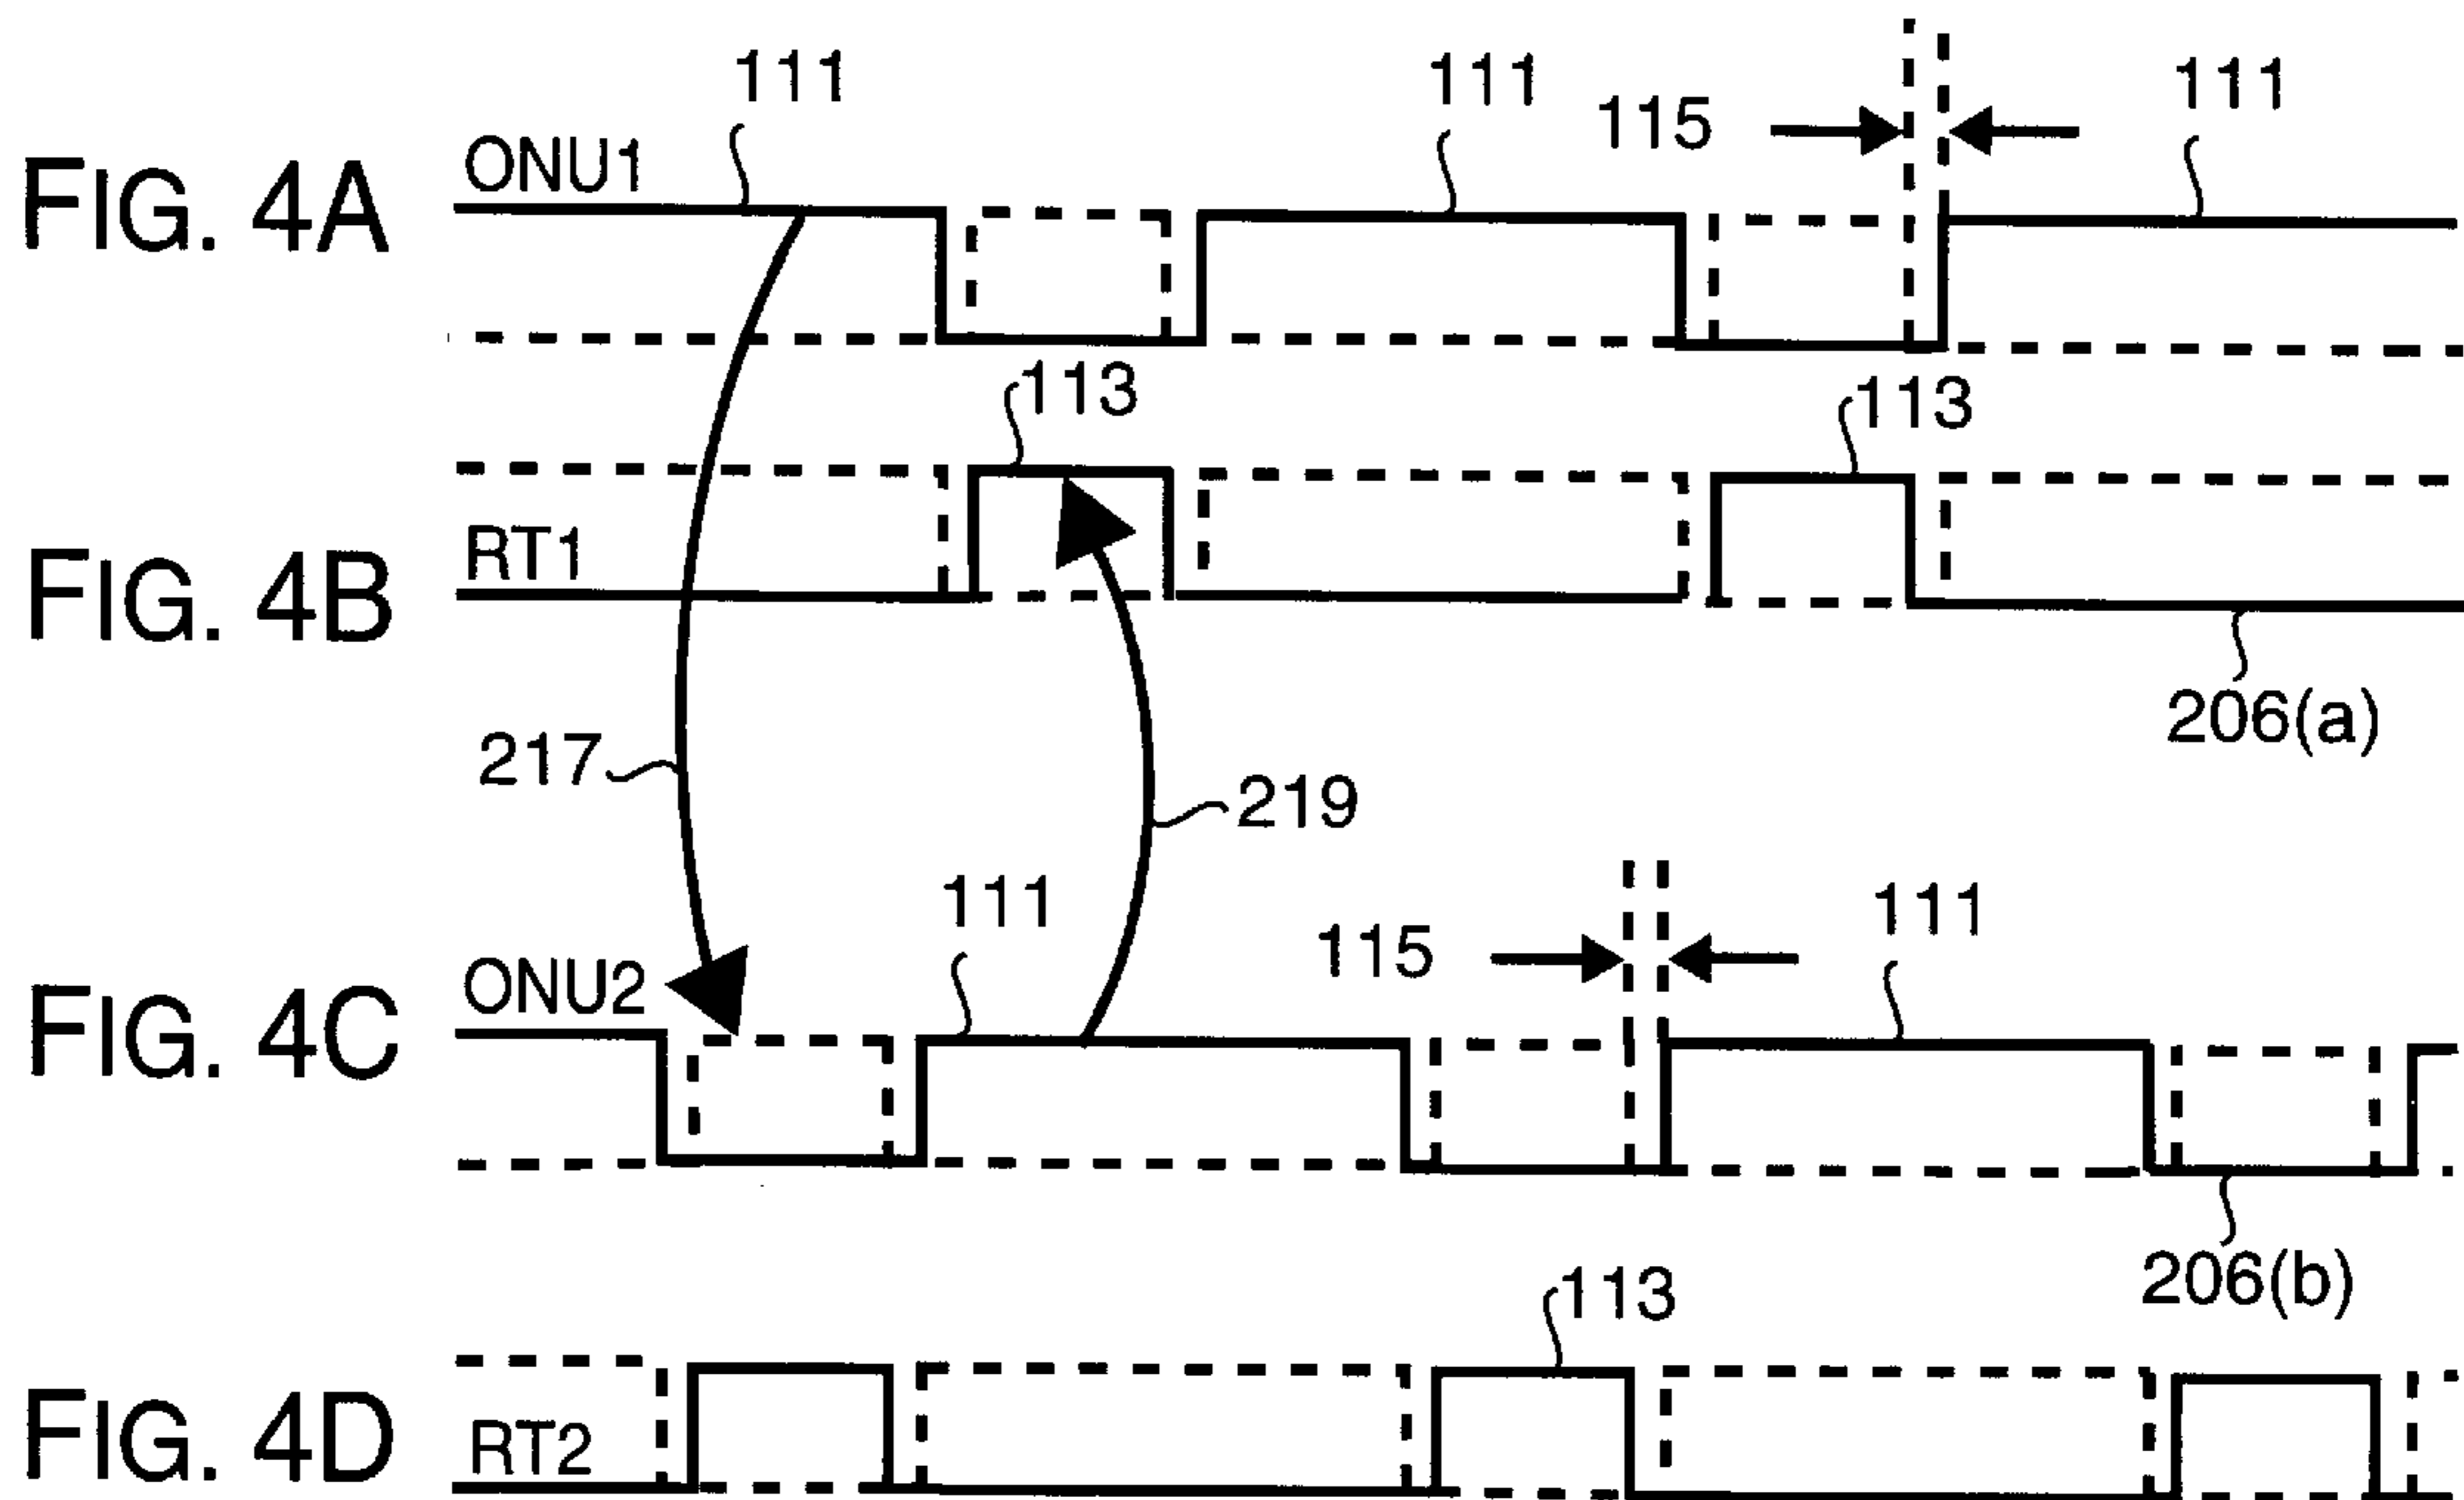 111 111 115 111
FIG. 4A ONU1
113 113
FIG. 4B RT1
206(a)
217 219
111 115 111
FIG. 4C ONU2
206(b)
113
FIG. 4D RT2